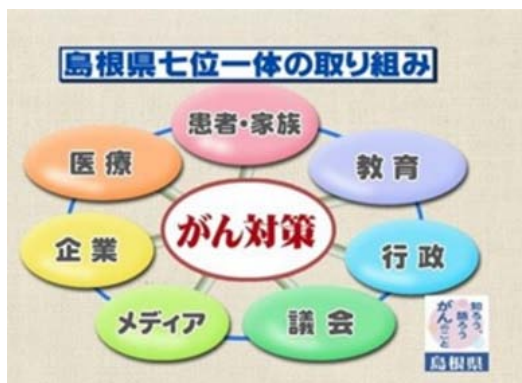 島根県七位一体の取り組み
患者・家族
医療
教育
がん対策
企業
行政
メディア
議会
知ろう、
語ろう
がんのこと
島根県